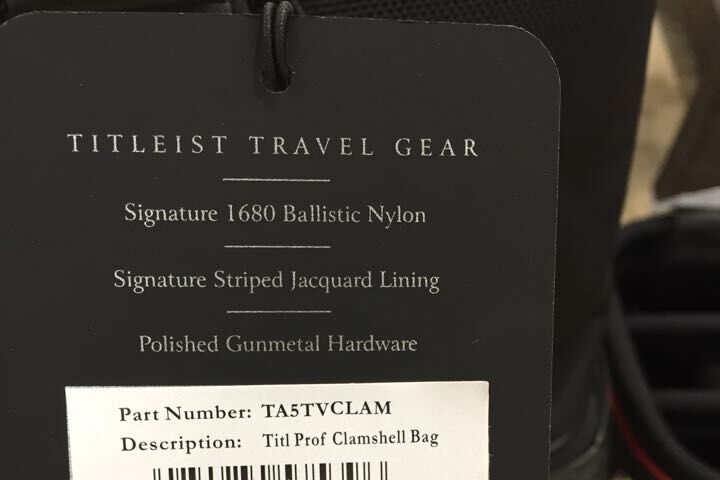 TITLEIST TRAVEL GEAR
Signature 1680 Ballistic Nylon
Signature Striped Jacquard Lining
Polished Gunmetal Hardware
Part Number: TA5TVCLAM
Description: Titl Prof Clamshell Bag